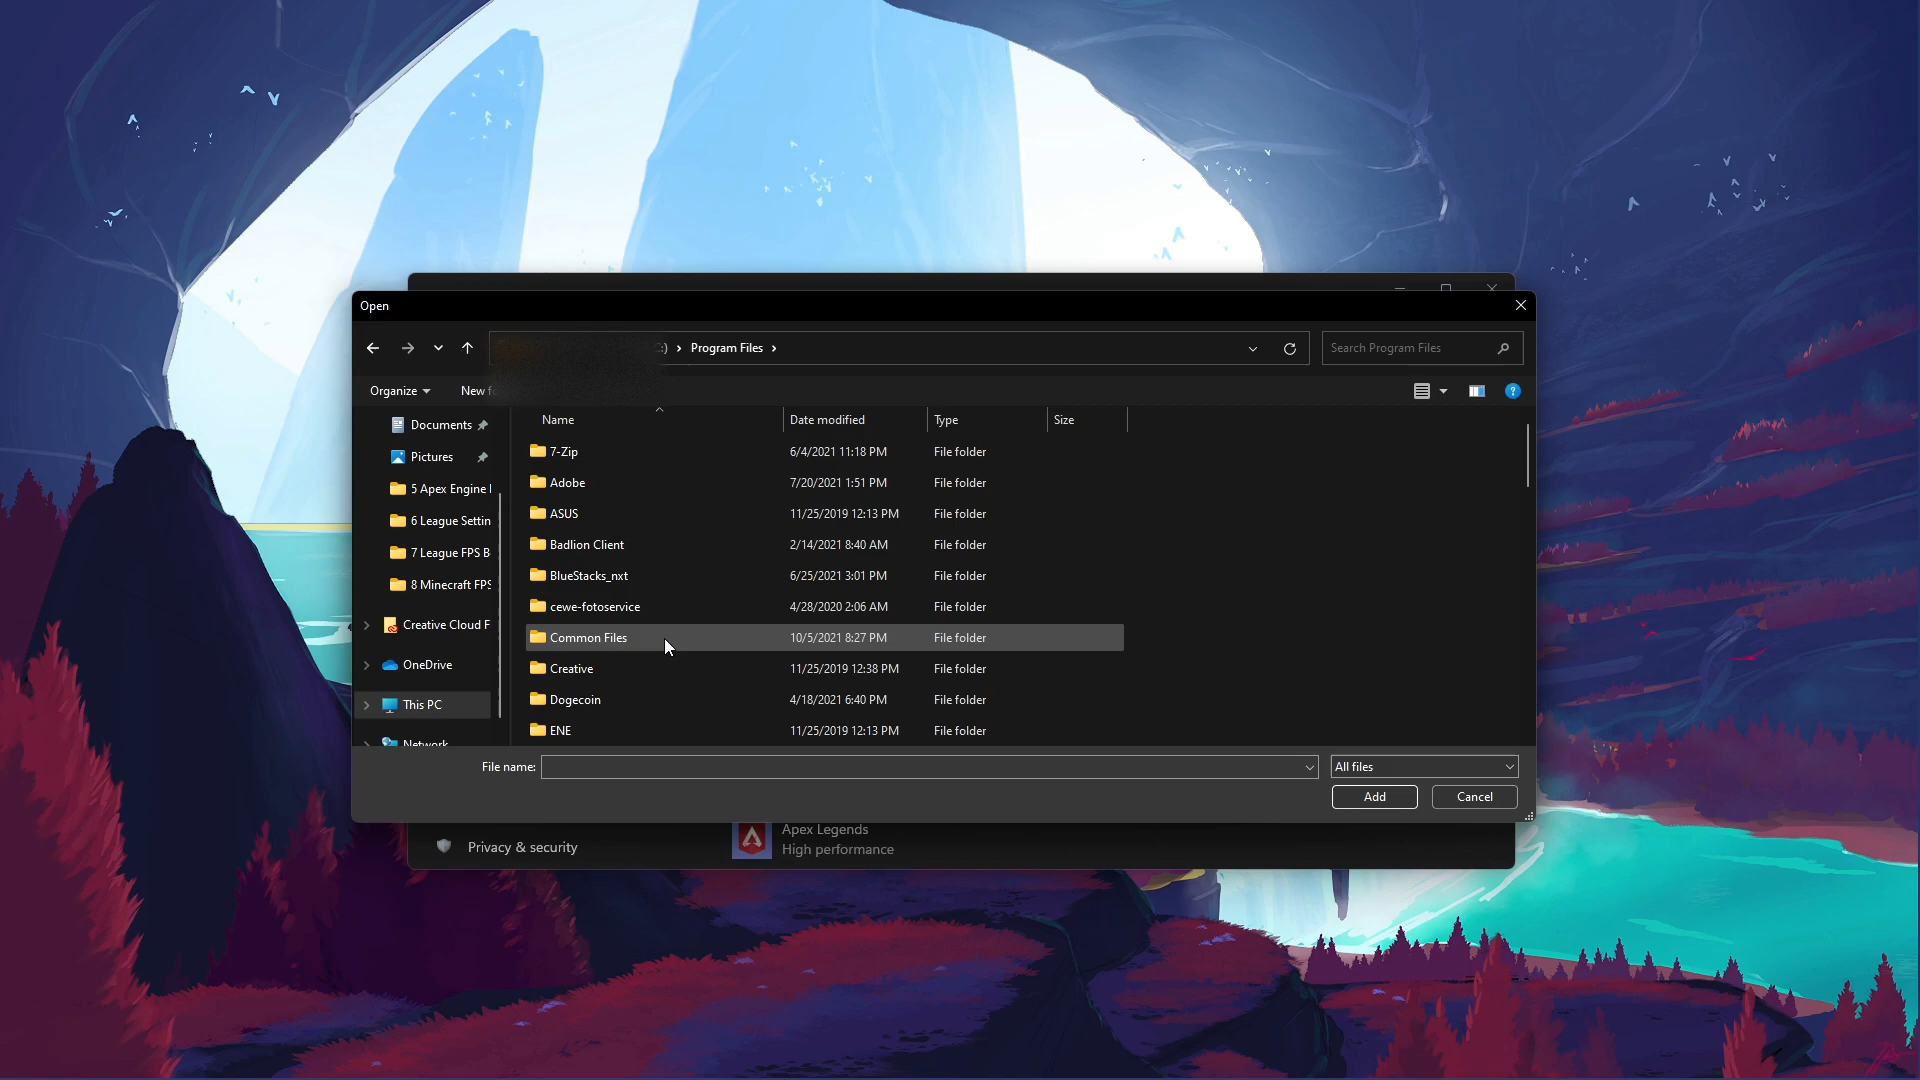 Open
:) > Program Files >
Search Program Files
Organize
New
Name
Date modified
Type
Size
Documents
Pictures
5 Apex Engine
6 League Settin
7 League FPS B
8 Minecraft FPS
Creative Cloud F
OneDrive
This PC
Network
7-Zip 6/4/2021 11:18 PM File folder
Adobe 7/20/2021 1:51 PM File folder
ASUS 11/25/2019 12:13 PM File folder
Badlion Client 2/14/2021 8:40 AM File folder
BlueStacks_nxt 6/25/2021 3:01 PM File folder
cewe-fotoservice 4/28/2020 2:06 AM File folder
Common Files 10/5/2021 8:27 PM File folder
Creative 11/25/2019 12:38 PM File folder
Dogecoin 4/18/2021 6:40 PM File folder
ENE 11/25/2019 12:13 PM File folder
File name:
All files
Add
Cancel
Privacy & security
Apex Legends
High performance